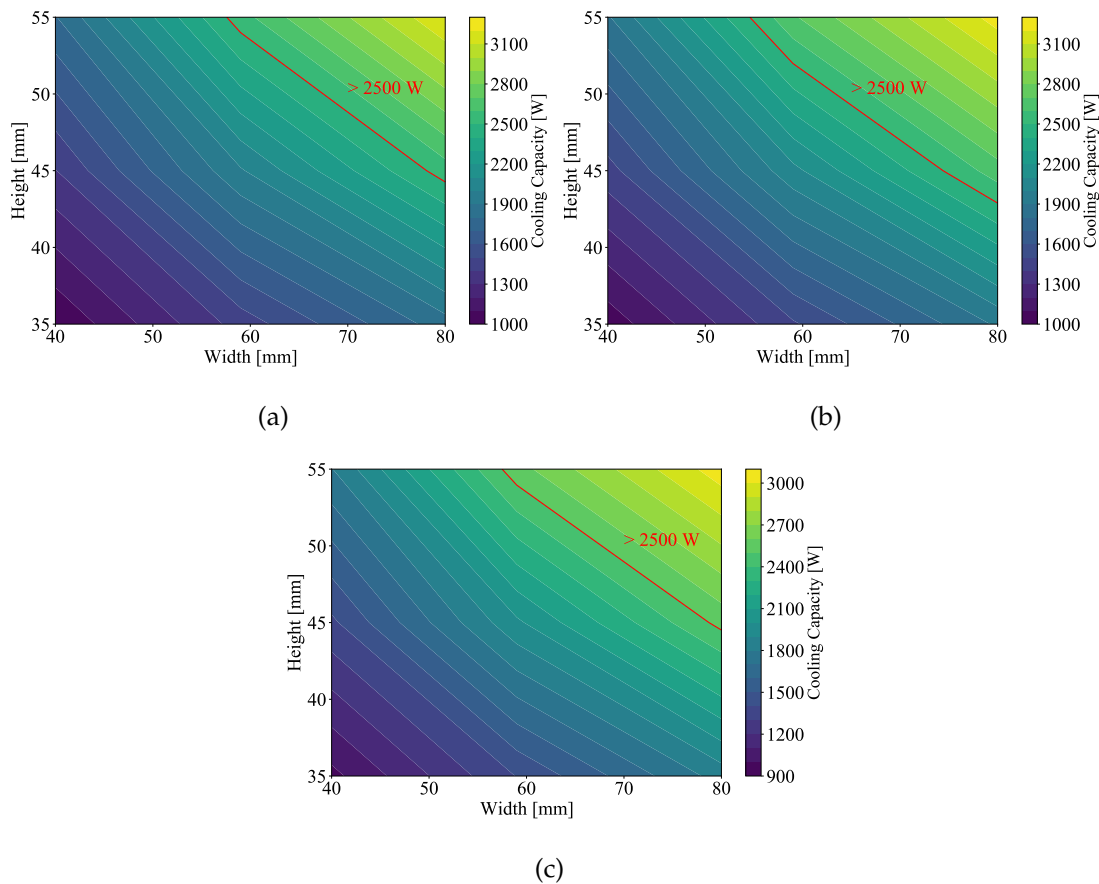 55
50
45
40
35
Height [mm]
40 50 60 70 80
Width [mm]
> 2500 W
3100
2800
2500
2200
1900
1600
1300
1000
Cooling Capacity [W]
(a)
55
50
45
40
35
Height [mm]
40 50 60 70 80
Width [mm]
> 2500 W
3100
2800
2500
2200
1900
1600
1300
1000
Cooling Capacity [W]
(b)
55
50
45
40
35
Height [mm]
40 50 60 70 80
Width [mm]
> 2500 W
3000
2700
2400
2100
1800
1500
1200
900
Cooling Capacity [W]
(c)